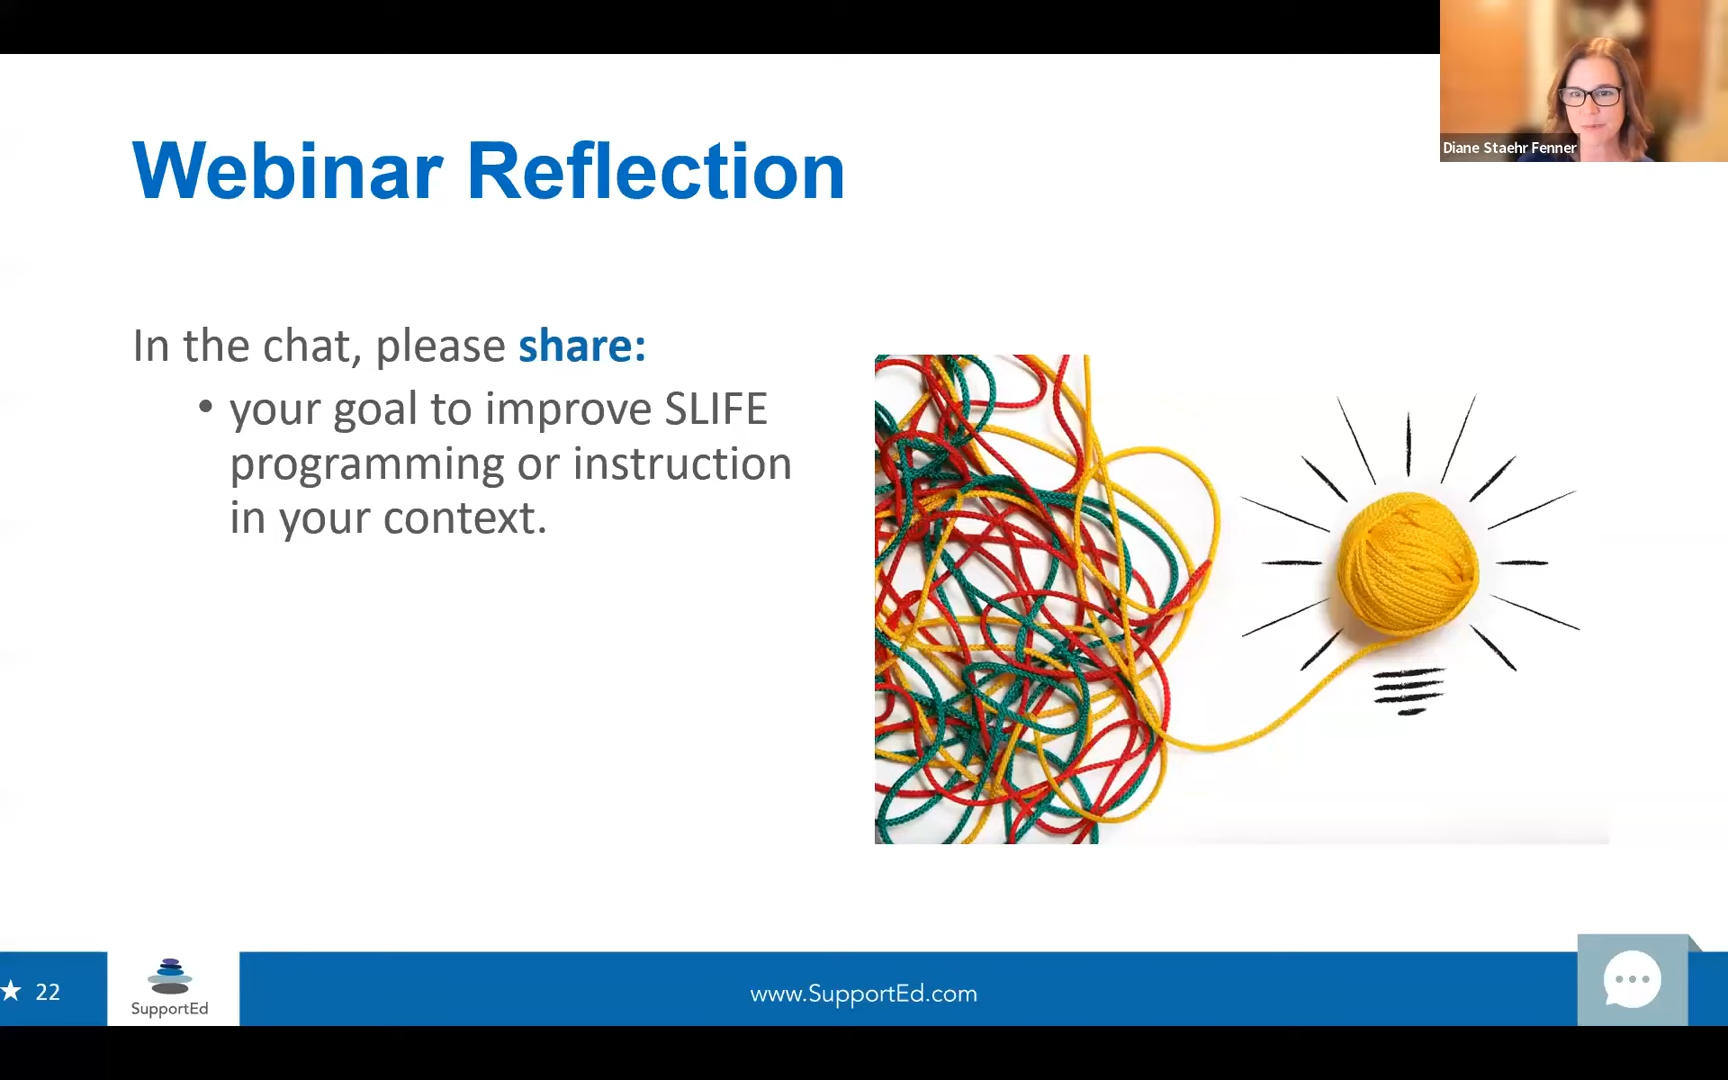 Diane Staehr Fenner
Webinar Reflection
In the chat, please share:
• your goal to improve SLIFE
programming or instruction
in your context.
★ 22
SupportEd
www.SupportEd.com